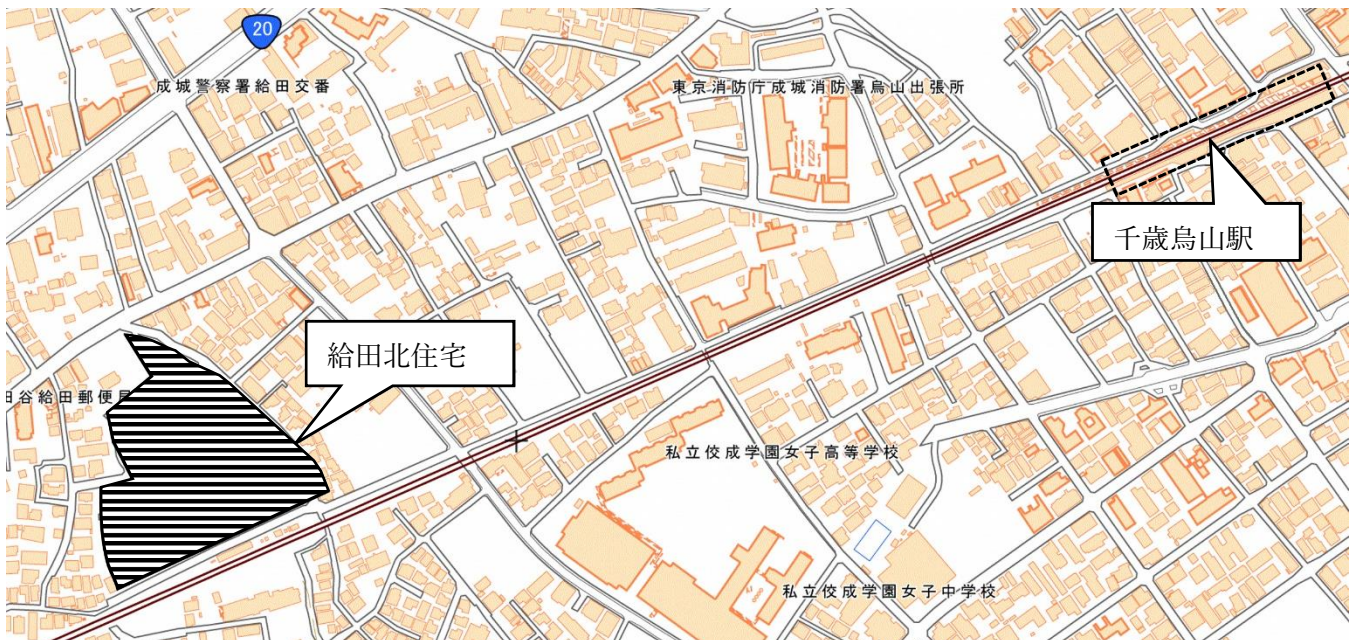 20
成城警察署給田交番
東京消防庁成城消防署烏山出張所
千歳烏山駅
給田北住宅
田谷給田郵便局
私立佼成学園女子高等学校
私立佼成学園女子中学校